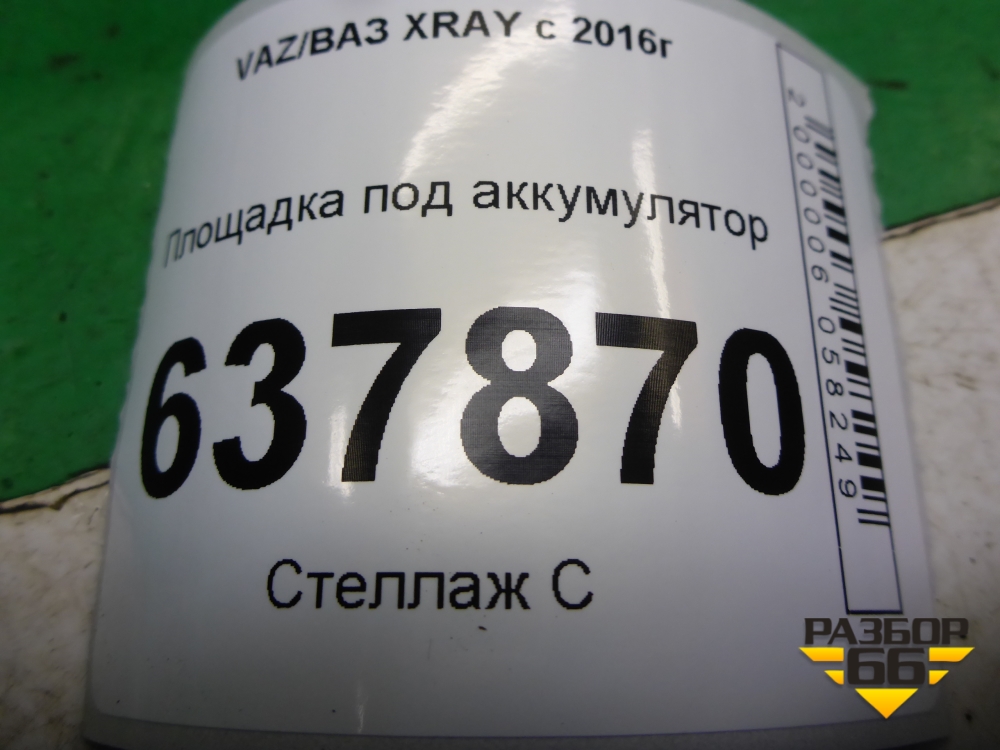 VAZ/ВАЗ XRAY с 2016г
Площадка под аккумулятор
637870
Стеллаж С
2000006058249
РАЗБОР
66